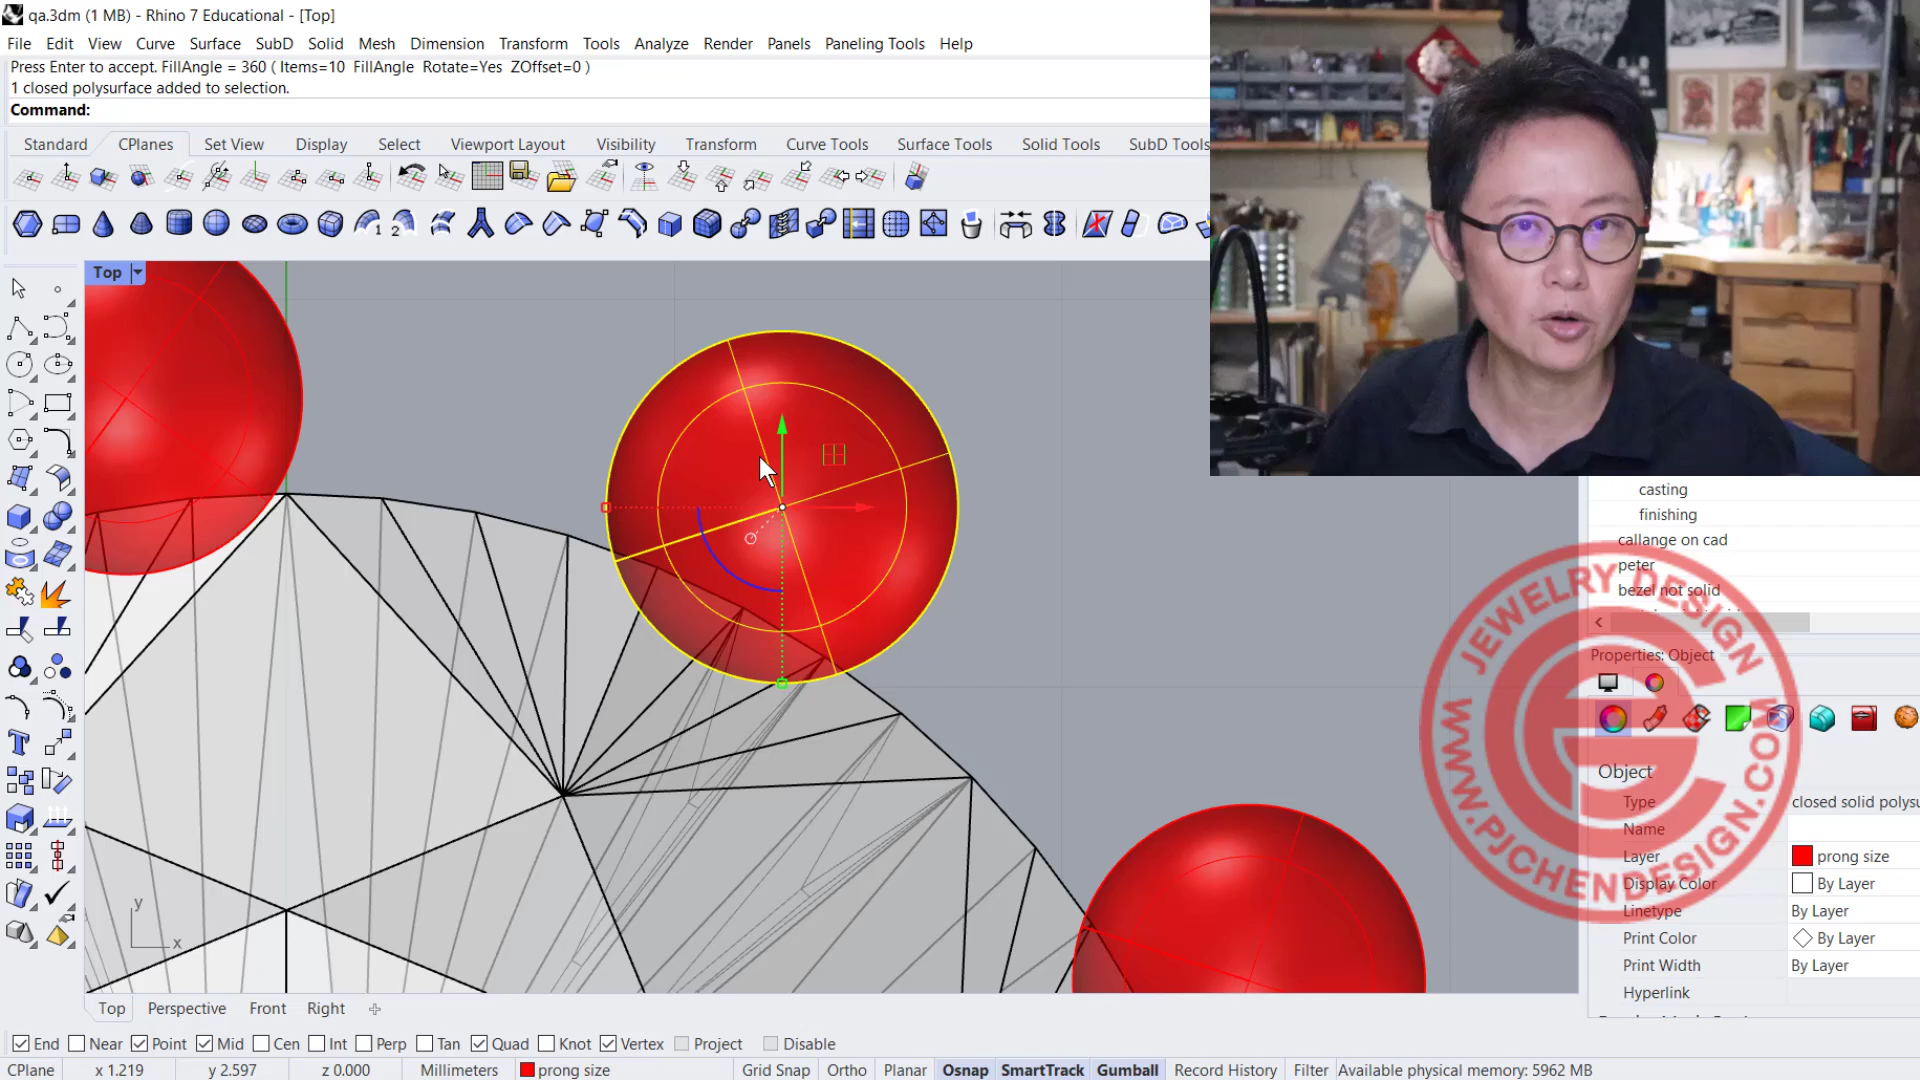 qa.3dm (1 MB) - Rhino 7 Educational - [Top]
File Edit View Curve Surface SubD Solid Mesh Dimension Transform Tools Analyze Render Panels Paneling Tools Help
Press Enter to accept. FillAngle = 360 ( Items=10 FillAngle Rotate=Yes ZOffset=0 )
1 closed polysurface added to selection.
Command:
Standard CPlanes Set View Display Select Viewport Layout Visibility Transform Curve Tools Surface Tools Solid Tools SubD Tools
Top
casting
finishing
callange on cad
peter
bezel not solid
Properties: Object
Object
Type closed solid polysu
Name
Layer prong size
Display Color By Layer
Linetype By Layer
Print Color By Layer
Print Width By Layer
Hyperlink
JEWELRY DESIGN
WWW.PJCHENDESIGN.COM
y
x
Top Perspective Front Right
End Near Point Mid Cen Int Perp Tan Quad Knot Vertex Project Disable
CPlane x 1.219 y 2.597 z 0.000 Millimeters prong size Grid Snap Ortho Planar Osnap SmartTrack Gumball Record History Filter Available physical memory: 5962 MB